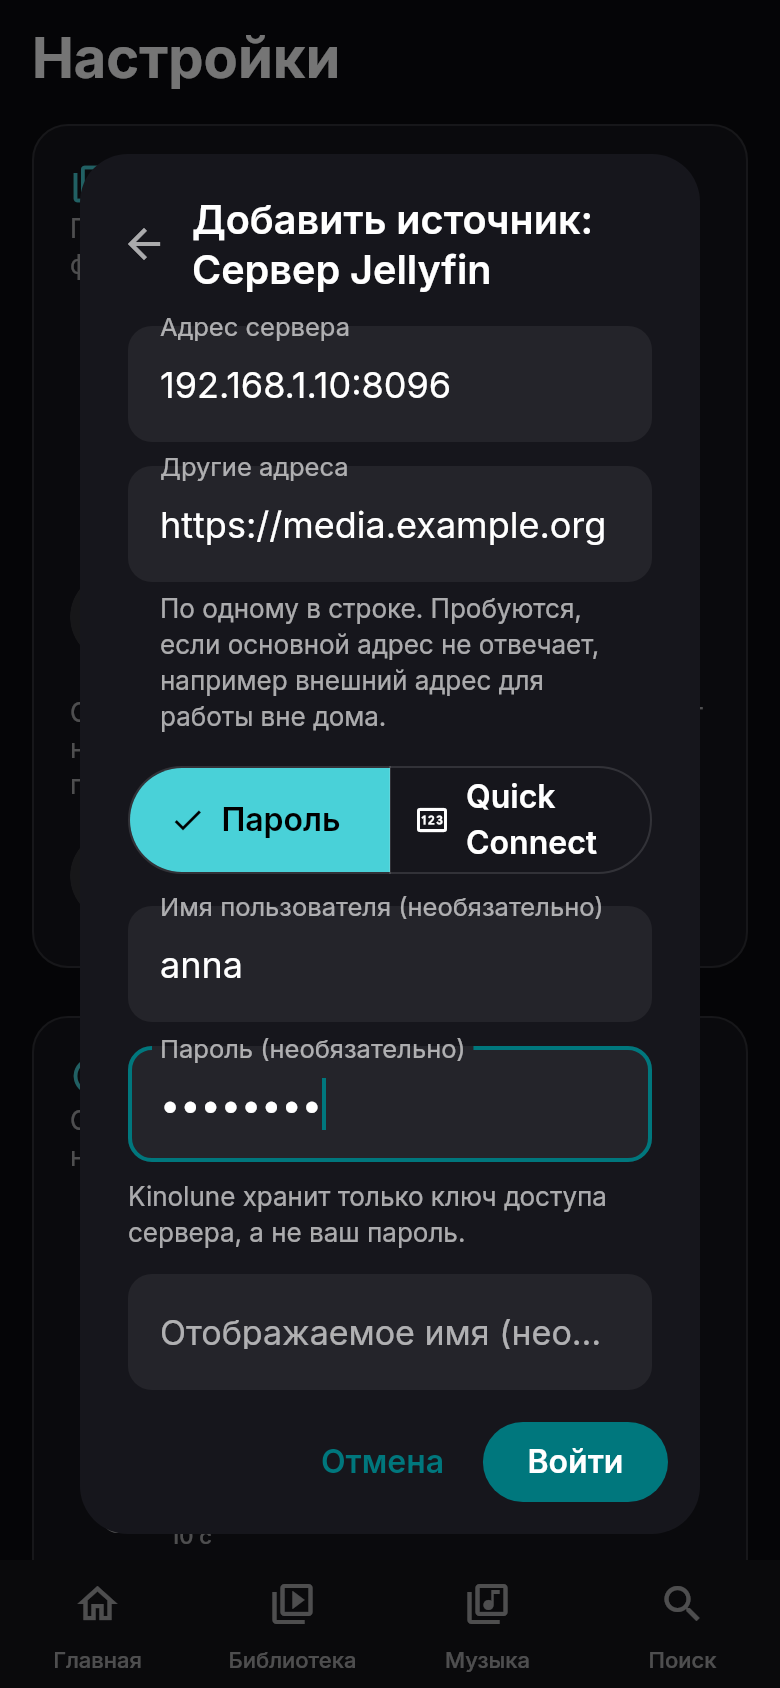 Настройки
Добавить источник:
Сервер Jellyfin
Адрес сервера
192.168.1.10:8096
Другие адреса
https://media.example.org
По одному в строке. Пробуются,
если основной адрес не отвечает,
например внешний адрес для
работы вне дома.
Пароль
Quick
Connect
Имя пользователя (необязательно)
anna
Пароль (необязательно)
••••••••
Kinolune хранит только ключ доступа
сервера, а не ваш пароль.
Отображаемое имя (нео...
Отмена
Войти
10 с
Главная
Библиотека
Музыка
Поиск